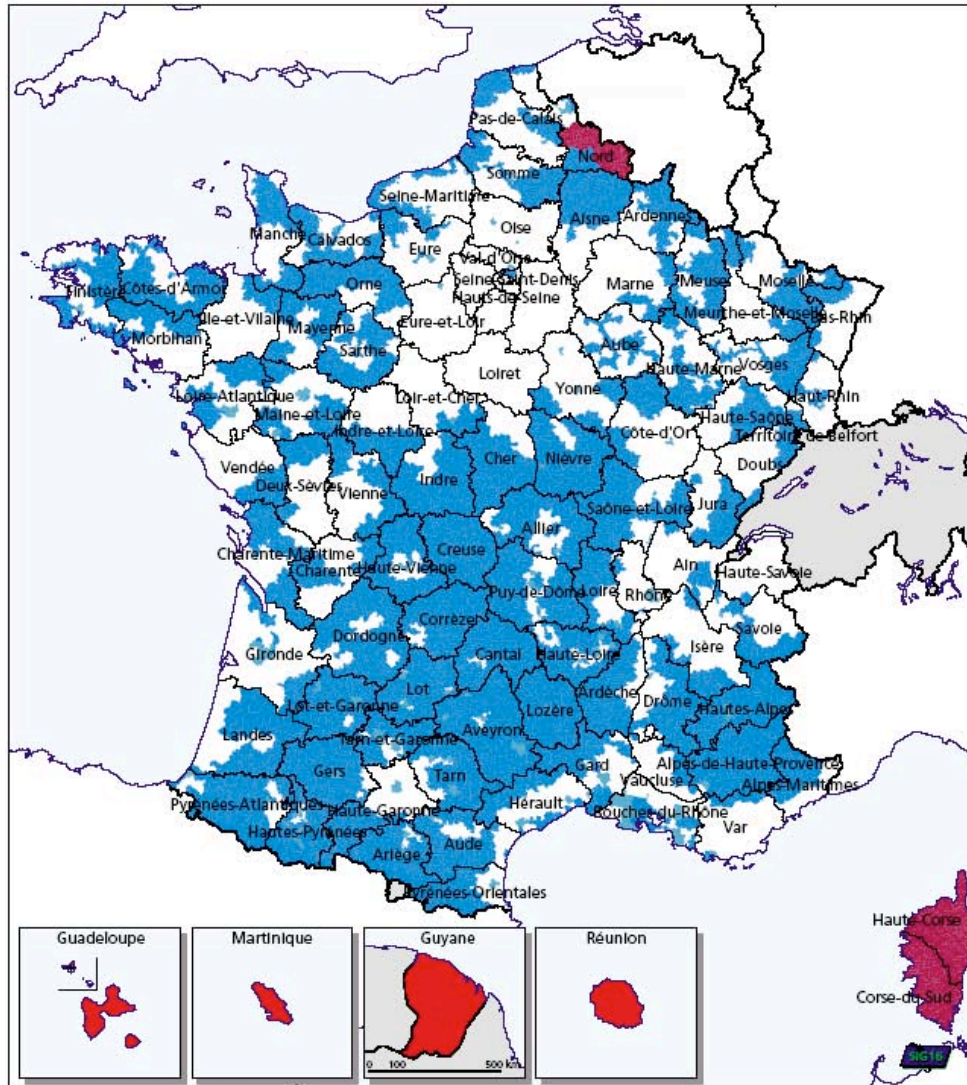 Pas-de-Calais
Nord
Somme
Seine-Maritime
Aisne
Ardennes
Oise
Manche
Calvados
Eure
Val-d'Oise
Seine-Saint-Denis
Hauts-de-Seine
Marne
Meuse
Moselle
Meurthe-et-Moselle
Bas-Rhin
Finistère
Côtes-d'Armor
Orne
Ille-et-Vilaine
Mayenne
Eure-et-Loir
Morbihan
Sarthe
Aube
Haute-Marne
Vosges
Loiret
Yonne
Loire-Atlantique
Maine-et-Loire
Loir-et-Cher
Indre-et-Loire
Haut-Rhin
Haute-Saône
Côte-d'Or
Territoire de Belfort
Vendée
Deux-Sèvres
Vienne
Indre
Cher
Nièvre
Doubs
Saône-et-Loire
Jura
Allier
Charente-Maritime
Charente
Haute-Vienne
Creuse
Ain
Haute-Savoie
Puy-de-Dôme
Loire
Rhône
Corrèze
Savoie
Dordogne
Isère
Gironde
Cantal
Haute-Loire
Ardèche
Drôme
Lot
Lot-et-Garonne
Lozère
Hautes-Alpes
Landes
Aveyron
Tarn-et-Garonne
Gers
Tarn
Gard
Vaucluse
Alpes-de-Haute-Provence
Alpes-Maritimes
Pyrénées-Atlantiques
Haute-Garonne
Hérault
Bouches-du-Rhône
Var
Hautes-Pyrénées
Ariège
Aude
Pyrénées-Orientales
Haute-Corse
Corse-du-Sud
Guadeloupe
Martinique
Guyane
Réunion
0 100 500 km
SIG16